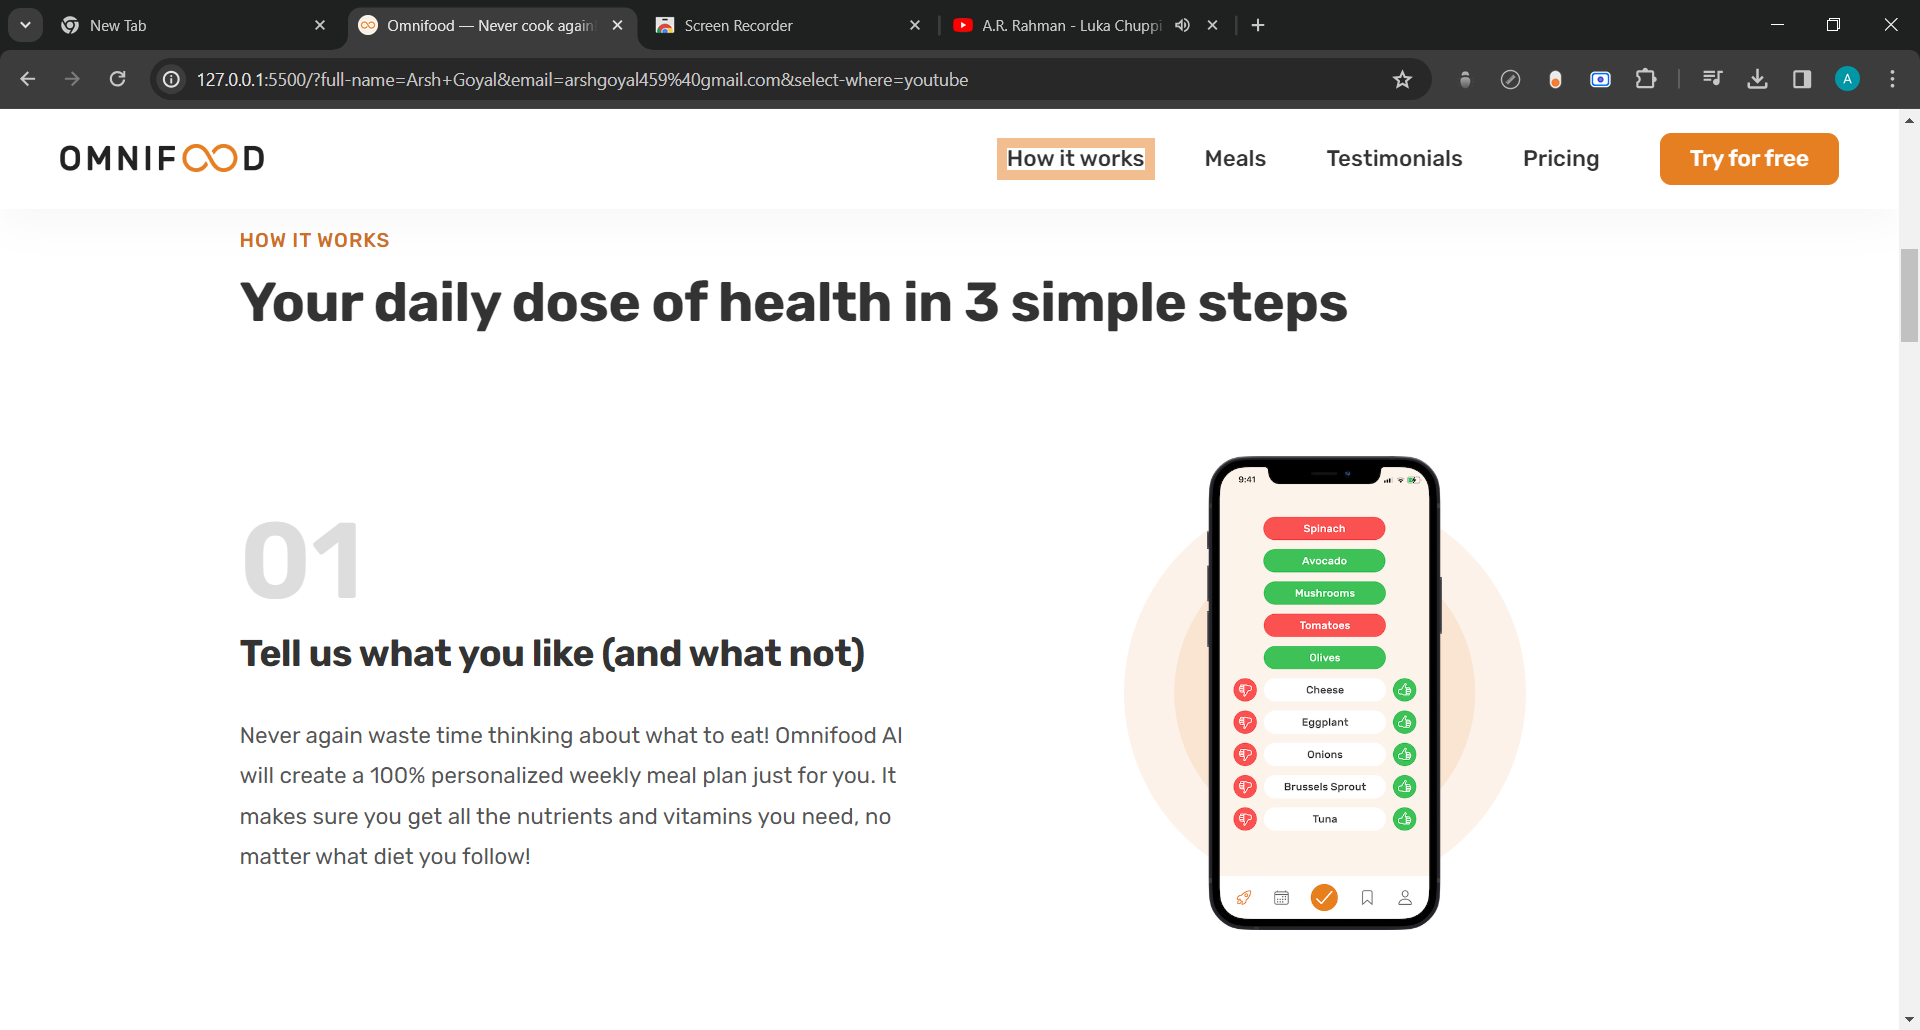 New Tab
Omnifood — Never cook again!
Screen Recorder
A.R. Rahman - Luka Chuppi
127.0.0.1:5500/?full-name=Arsh+Goyal&email=arshgoyal459%40gmail.com&select-where=youtube
A
OMNIFOOD
How it works
Meals
Testimonials
Pricing
Try for free
HOW IT WORKS
Your daily dose of health in 3 simple steps
01
Tell us what you like (and what not)
Never again waste time thinking about what to eat! Omnifood AI
will create a 100% personalized weekly meal plan just for you. It
makes sure you get all the nutrients and vitamins you need, no
matter what diet you follow!
9:41
Spinach
Avocado
Mushrooms
Tomatoes
Olives
Cheese
Eggplant
Onions
Brussels Sprout
Tuna